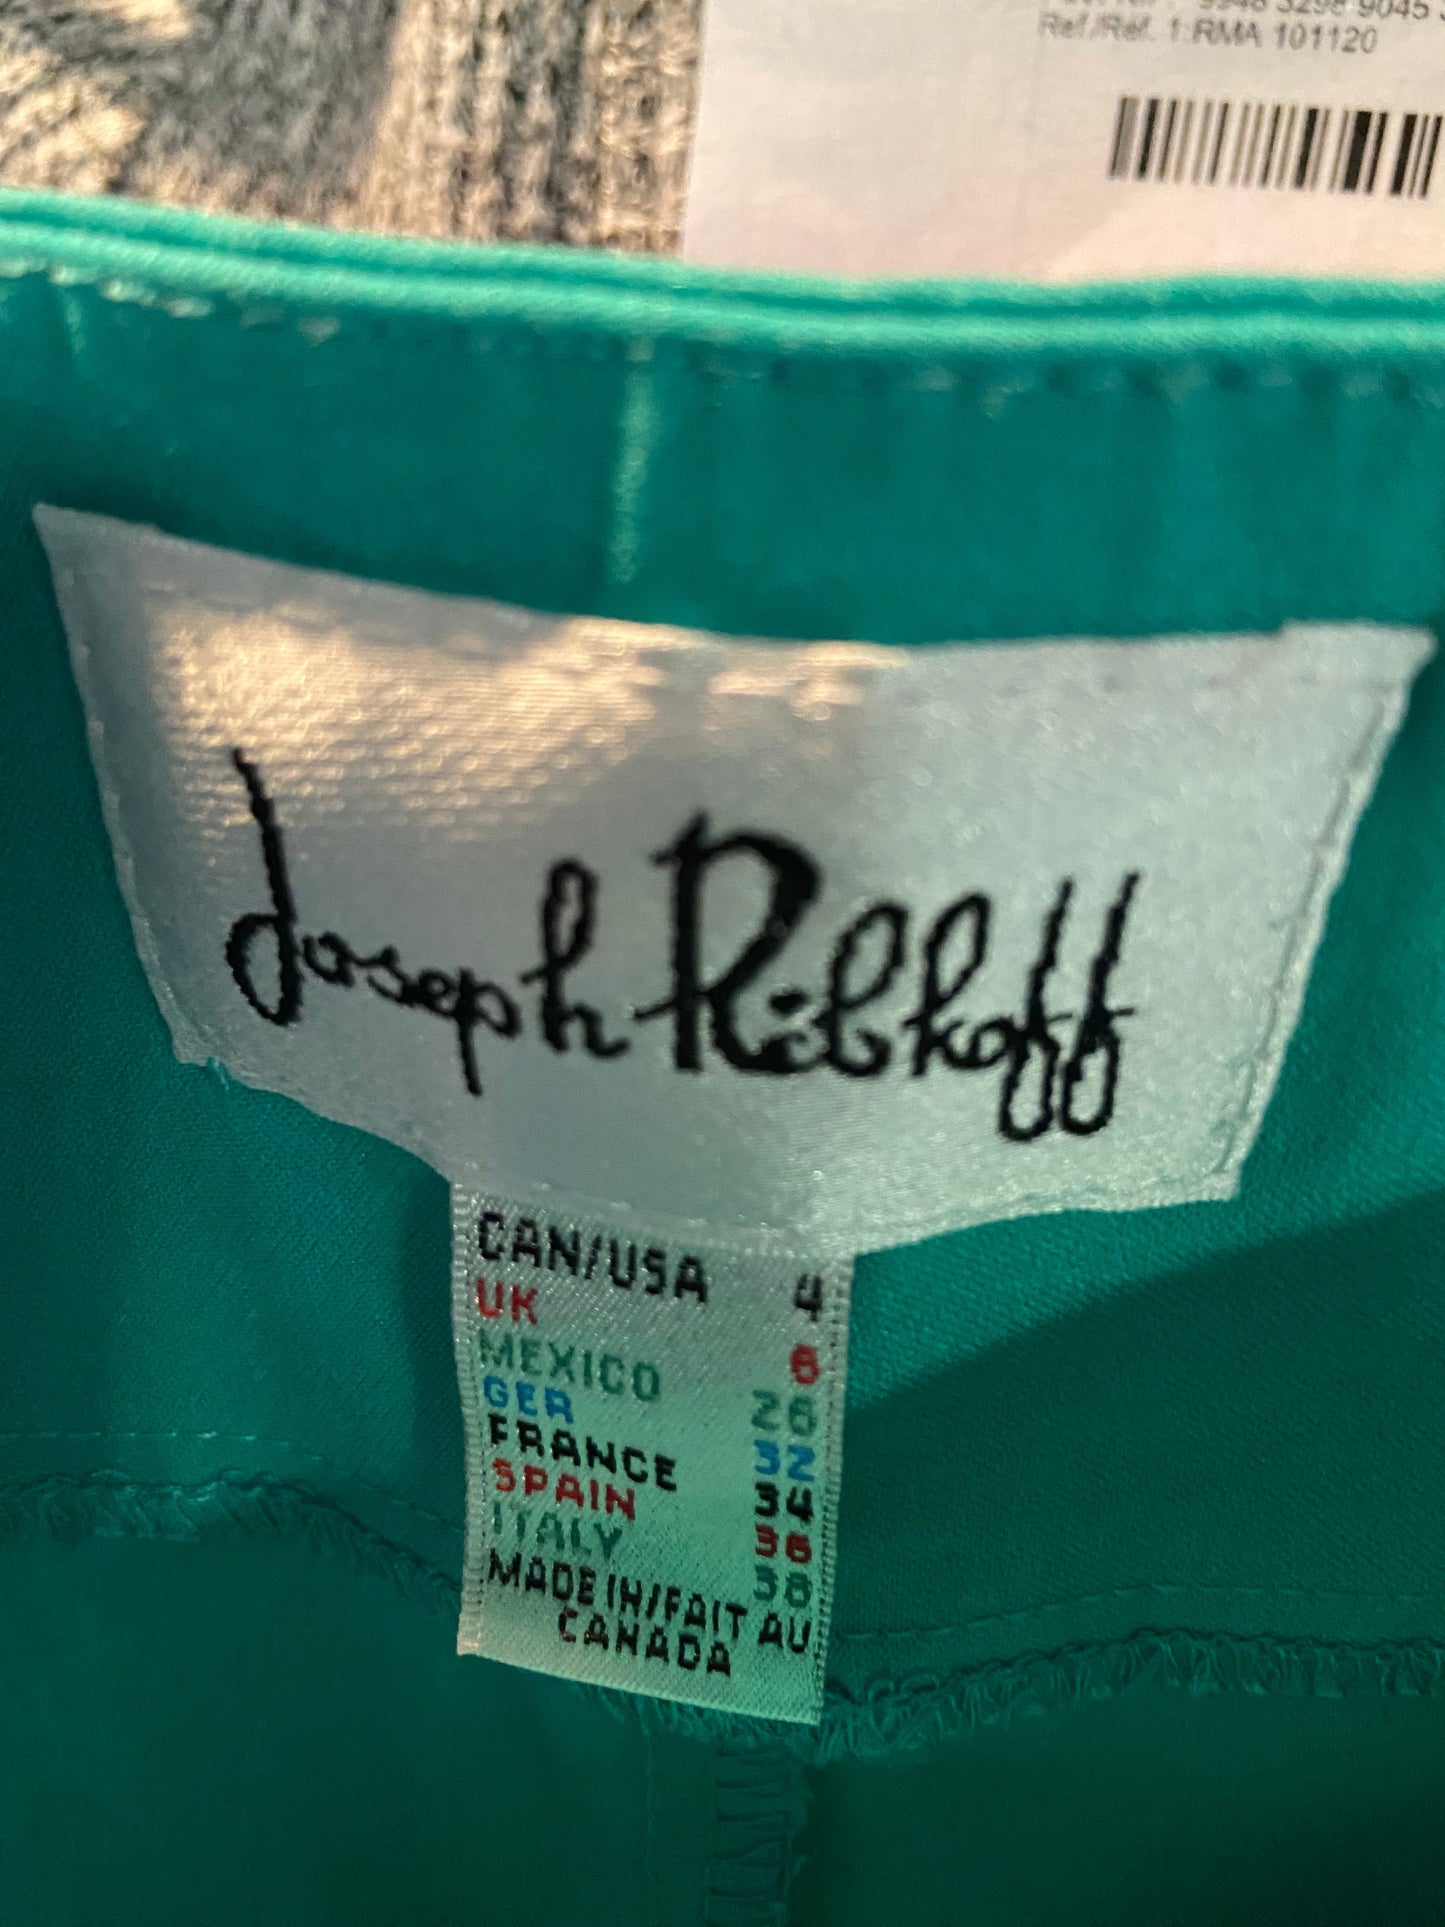 Ref./Réf. 1:RMA 101120
Joseph Ribkoff
CAN/USA 4
UK 6
MEXICO 26
GER 32
FRANCE 34
SPAIN 36
ITALY 38
MADE IN/FAIT AU
CANADA